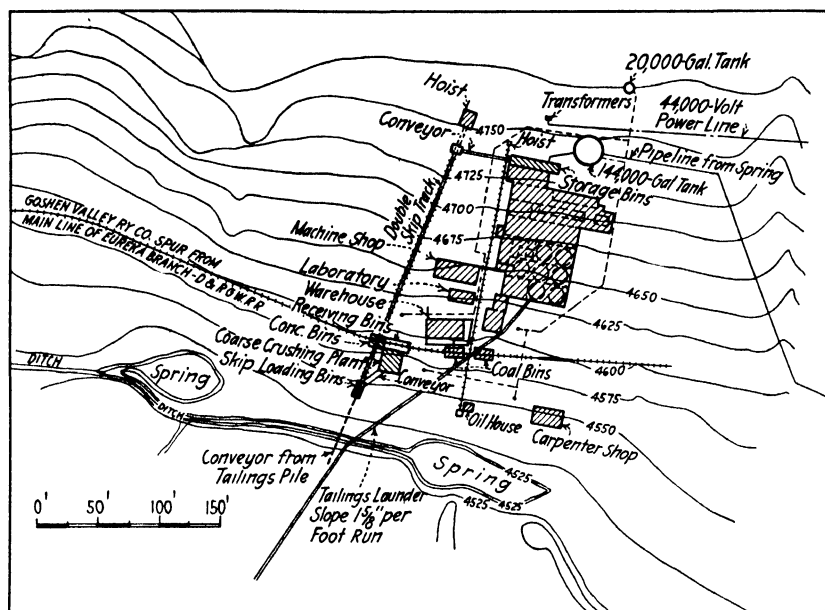 20,000-Gal. Tank
Hoist
Transformers
44,000-Volt
Power Line
Conveyor
4750
Hoist
Pipeline from Spring
4725
144,000-Gal Tank
Storage Bins
Double
Skip Track
4700
GOSHEN VALLEY RY CO. SPUR FROM
MAIN LINE OF EUREKA BRANCH-D & R.G.W. R.R
Machine Shop
4675
Laboratory
Warehouse
Receiving Bins
4650
4625
Conc. Bins
Coarse Crushing Plant
Skip Loading Bins
Conveyor
Coal Bins
4600
DITCH
Spring
DITCH
4575
Oil House
4550
Carpenter Shop
Conveyor from
Tailings Pile
Spring
4525
4525
4525
0'
50'
100'
150'
Tailings Launder
Slope 1 5/8" per
Foot Run